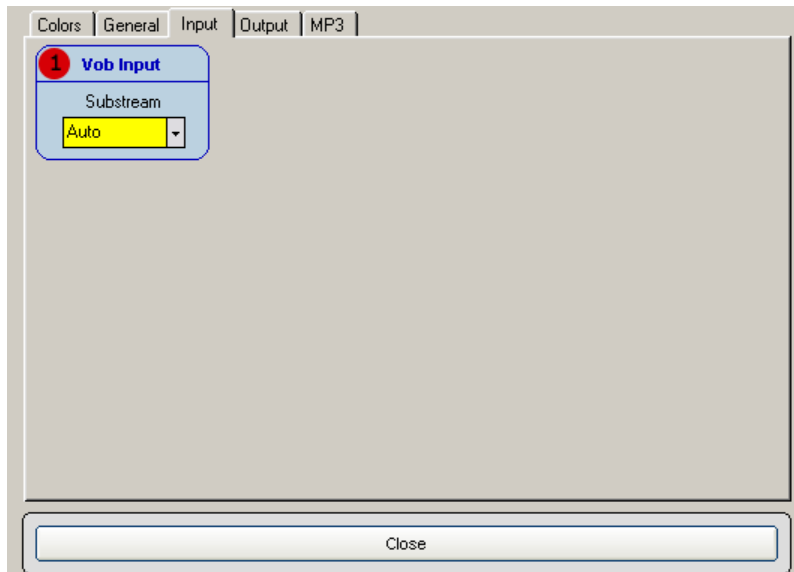 Colors General Input Output MP3
1 Vob Input
Substream
Auto
Close